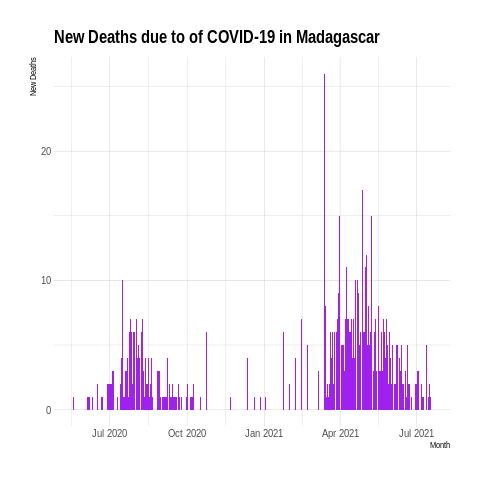 New Deaths due to of COVID-19 in Madagascar
New Deaths
20
10
0
Jul 2020 Oct 2020 Jan 2021 Apr 2021 Jul 2021
Month